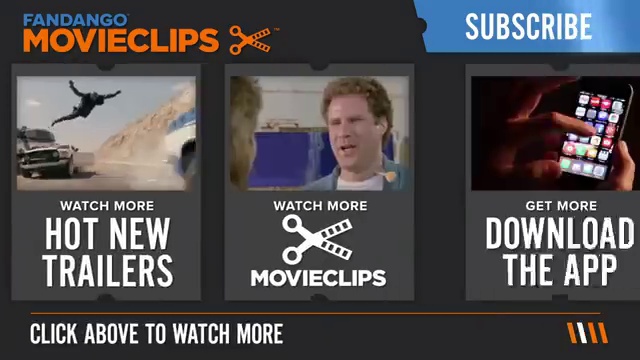 FANDANGO
MOVIECLIPS™
SUBSCRIBE
WATCH MORE
HOT NEW
TRAILERS
WATCH MORE
MOVIECLIPS
GET MORE
DOWNLOAD
THE APP
CLICK ABOVE TO WATCH MORE